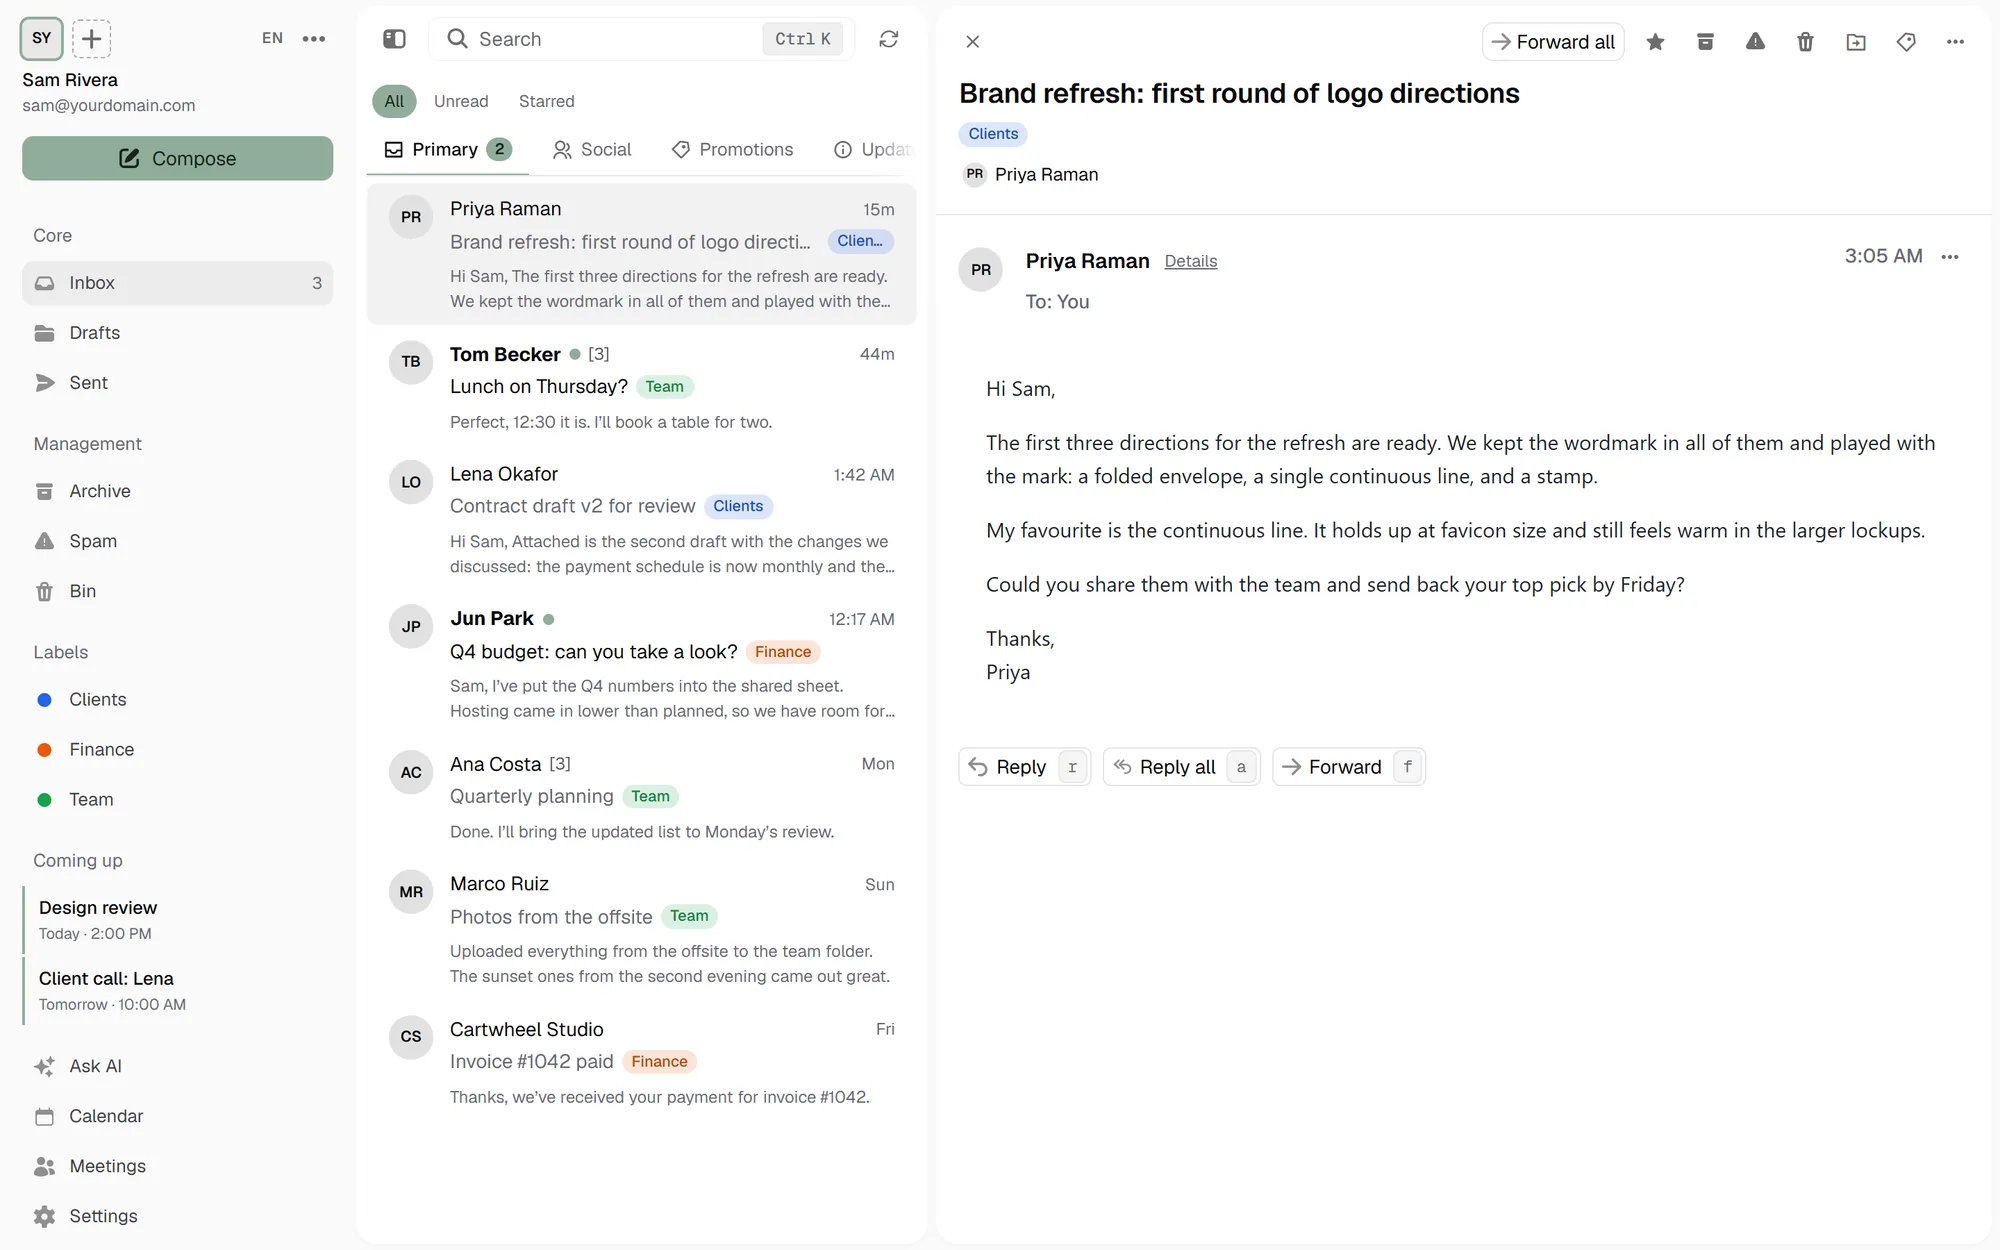 SY
EN
Sam Rivera
sam@yourdomain.com
Compose
Core
Inbox 3
Drafts
Sent
Management
Archive
Spam
Bin
Labels
Clients
Finance
Team
Coming up
Design review
Today · 2:00 PM
Client call: Lena
Tomorrow · 10:00 AM
Ask AI
Calendar
Meetings
Settings
Search Ctrl K
All Unread Starred
Primary 2 Social Promotions Updat
PR Priya Raman 15m
Brand refresh: first round of logo directi... Clien...
Hi Sam, The first three directions for the refresh are ready.
We kept the wordmark in all of them and played with the...
TB Tom Becker [3] 44m
Lunch on Thursday? Team
Perfect, 12:30 it is. I'll book a table for two.
LO Lena Okafor 1:42 AM
Contract draft v2 for review Clients
Hi Sam, Attached is the second draft with the changes we
discussed: the payment schedule is now monthly and the...
JP Jun Park 12:17 AM
Q4 budget: can you take a look? Finance
Sam, I've put the Q4 numbers into the shared sheet.
Hosting came in lower than planned, so we have room for...
AC Ana Costa [3] Mon
Quarterly planning Team
Done. I'll bring the updated list to Monday's review.
MR Marco Ruiz Sun
Photos from the offsite Team
Uploaded everything from the offsite to the team folder.
The sunset ones from the second evening came out great.
CS Cartwheel Studio Fri
Invoice #1042 paid Finance
Thanks, we've received your payment for invoice #1042.
Forward all
Brand refresh: first round of logo directions
Clients
PR Priya Raman
PR Priya Raman Details 3:05 AM
To: You
Hi Sam,
The first three directions for the refresh are ready. We kept the wordmark in all of them and played with
the mark: a folded envelope, a single continuous line, and a stamp.
My favourite is the continuous line. It holds up at favicon size and still feels warm in the larger lockups.
Could you share them with the team and send back your top pick by Friday?
Thanks,
Priya
Reply r Reply all a Forward f